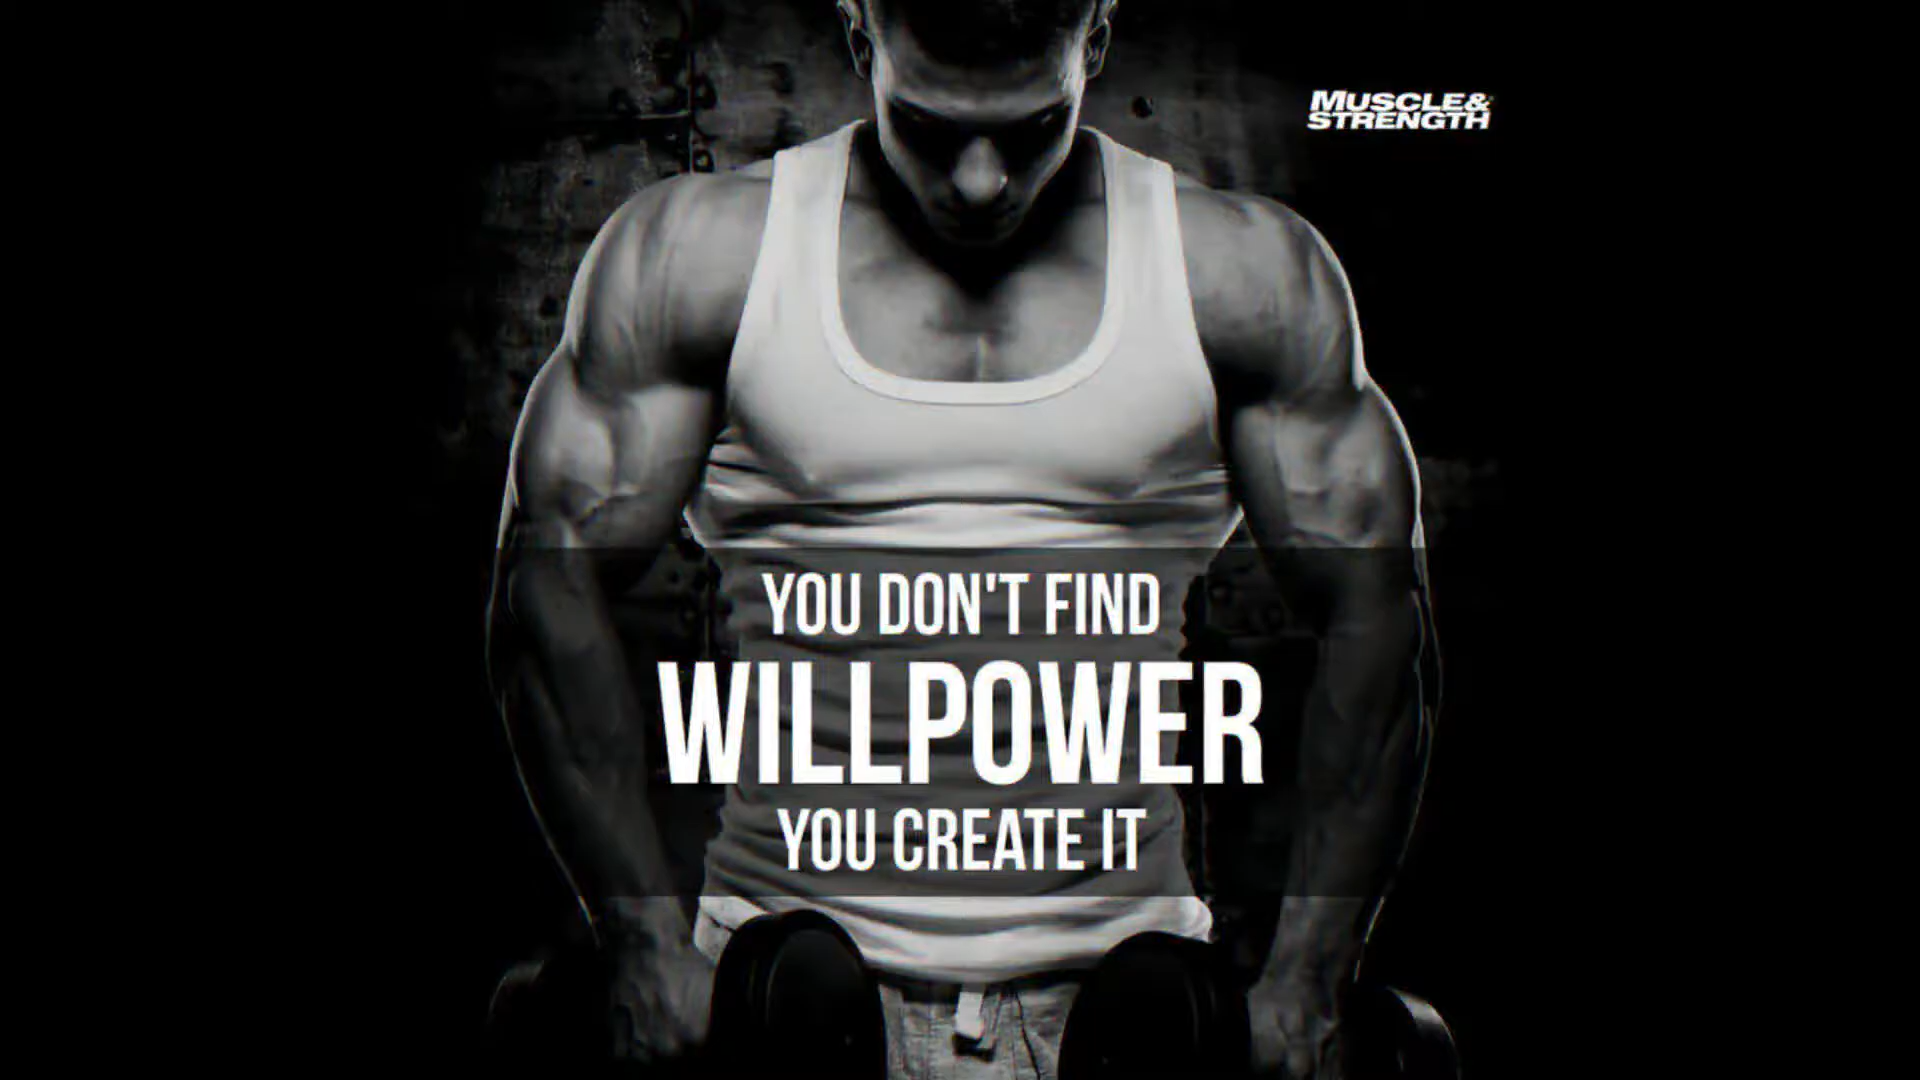 MUSCLE&
STRENGTH
YOU DON'T FIND
WILLPOWER
YOU CREATE IT